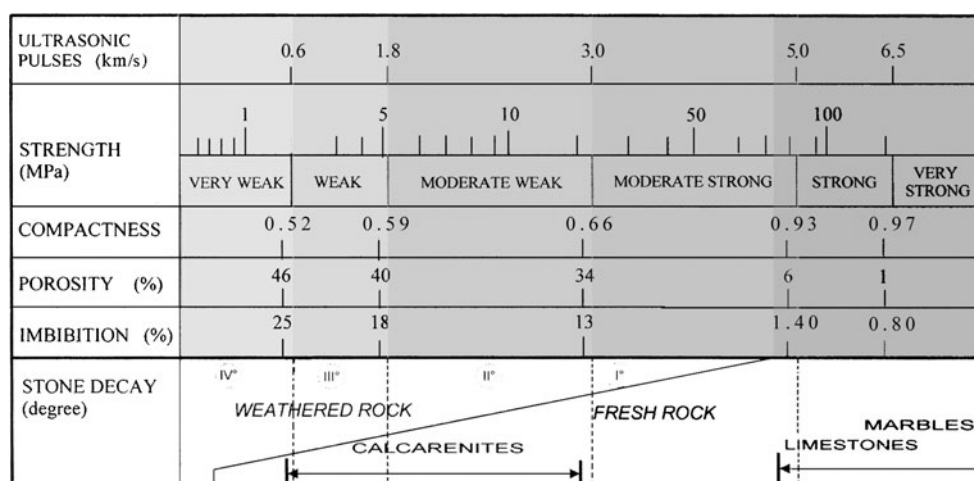 ULTRASONIC
PULSES (km/s)
0.6 1.8 3.0 5.0 6.5
STRENGTH
(MPa)
1 5 10 50 100
VERY WEAK WEAK MODERATE WEAK MODERATE STRONG STRONG VERY
STRONG
COMPACTNESS 0.52 0.59 0.66 0.93 0.97
POROSITY (%) 46 40 34 6 1
IMBIBITION (%) 25 18 13 1.40 0.80
STONE DECAY
(degree)
IV° III° II° I°
WEATHERED ROCK FRESH ROCK
MARBLES
CALCARENITES LIMESTONES